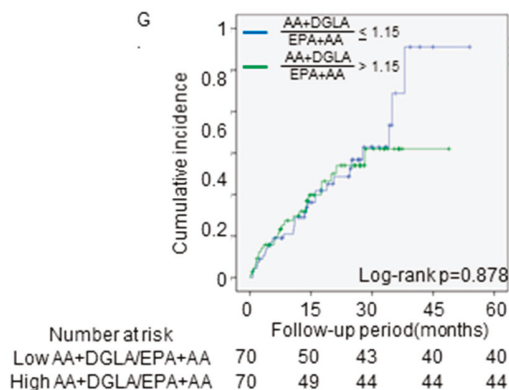 G
AA+DGLA
EPA+AA
≤ 1.15
AA+DGLA
EPA+AA
> 1.15
Cumulative incidence
1
0.8
0.6
0.4
0.2
0
Log-rank p=0.878
0 15 30 45 60
Follow-up period(months)
Number at risk
Low AA+DGLA/EPA+AA 70 50 43 40 40
High AA+DGLA/EPA+AA 70 49 44 44 44